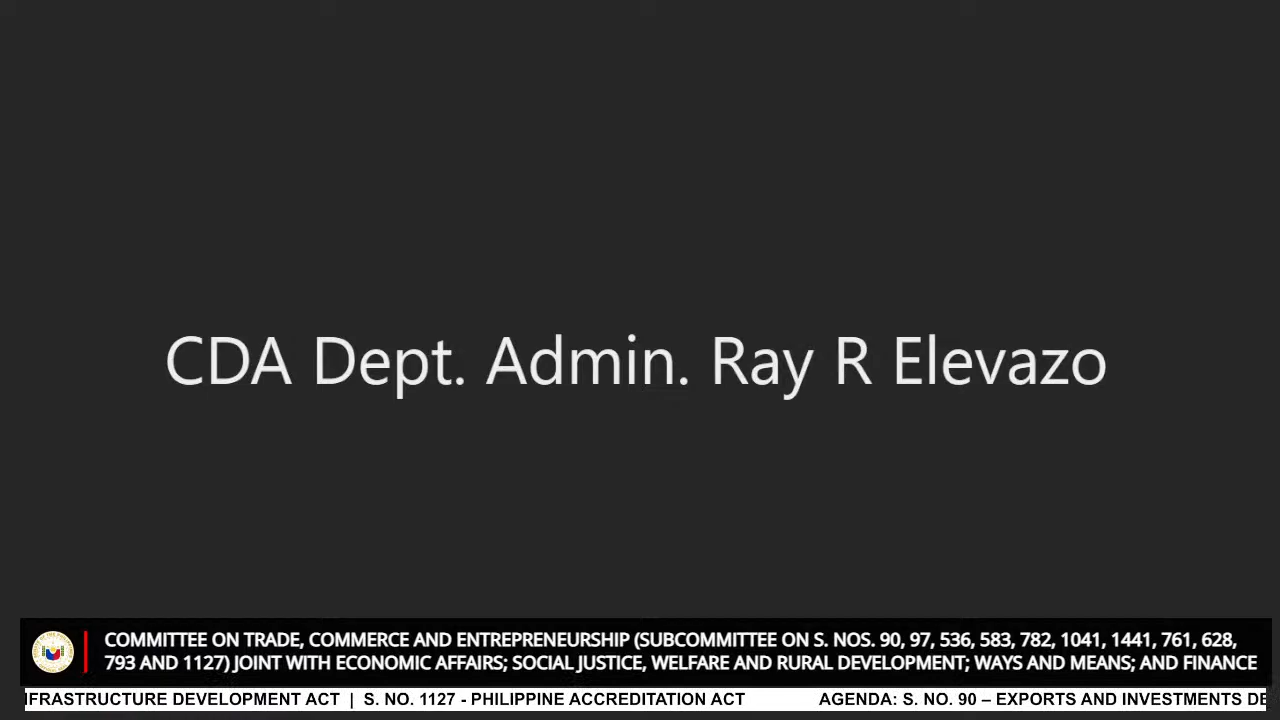 CDA Dept. Admin. Ray R Elevazo
COMMITTEE ON TRADE, COMMERCE AND ENTREPRENEURSHIP (SUBCOMMITTEE ON S. NOS. 90, 97, 536, 583, 782, 1041, 1441, 761, 628,
793 AND 1127) JOINT WITH ECONOMIC AFFAIRS; SOCIAL JUSTICE, WELFARE AND RURAL DEVELOPMENT; WAYS AND MEANS; AND FINANCE
IFRASTRUCTURE DEVELOPMENT ACT | S. NO. 1127 - PHILIPPINE ACCREDITATION ACT AGENDA: S. NO. 90 – EXPORTS AND INVESTMENTS DE